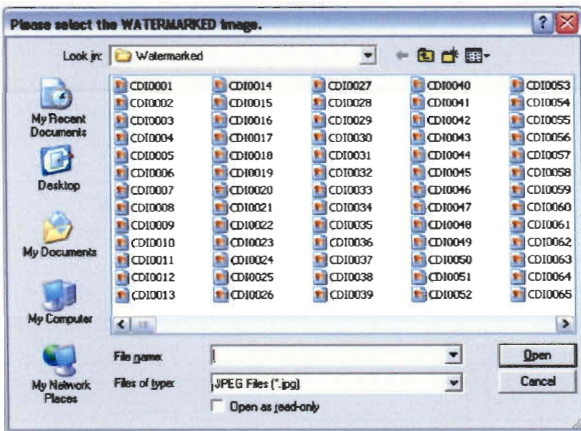 Please select the WATERMARKED image.
Look in: Watermarked
My Recent Documents
Desktop
My Documents
My Computer
My Network Places
CDI0001 CDI0014 CDI0027 CDI0040 CDI0053
CDI0002 CDI0015 CDI0028 CDI0041 CDI0054
CDI0003 CDI0016 CDI0029 CDI0042 CDI0055
CDI0004 CDI0017 CDI0030 CDI0043 CDI0056
CDI0005 CDI0018 CDI0031 CDI0044 CDI0057
CDI0006 CDI0019 CDI0032 CDI0045 CDI0058
CDI0007 CDI0020 CDI0033 CDI0046 CDI0059
CDI0008 CDI0021 CDI0034 CDI0047 CDI0060
CDI0009 CDI0022 CDI0035 CDI0048 CDI0061
CDI0010 CDI0023 CDI0036 CDI0049 CDI0062
CDI0011 CDI0024 CDI0037 CDI0050 CDI0063
CDI0012 CDI0025 CDI0038 CDI0051 CDI0064
CDI0013 CDI0026 CDI0039 CDI0052 CDI0065
File name: Open
Files of type: JPEG Files (*.jpg) Cancel
Open as read-only